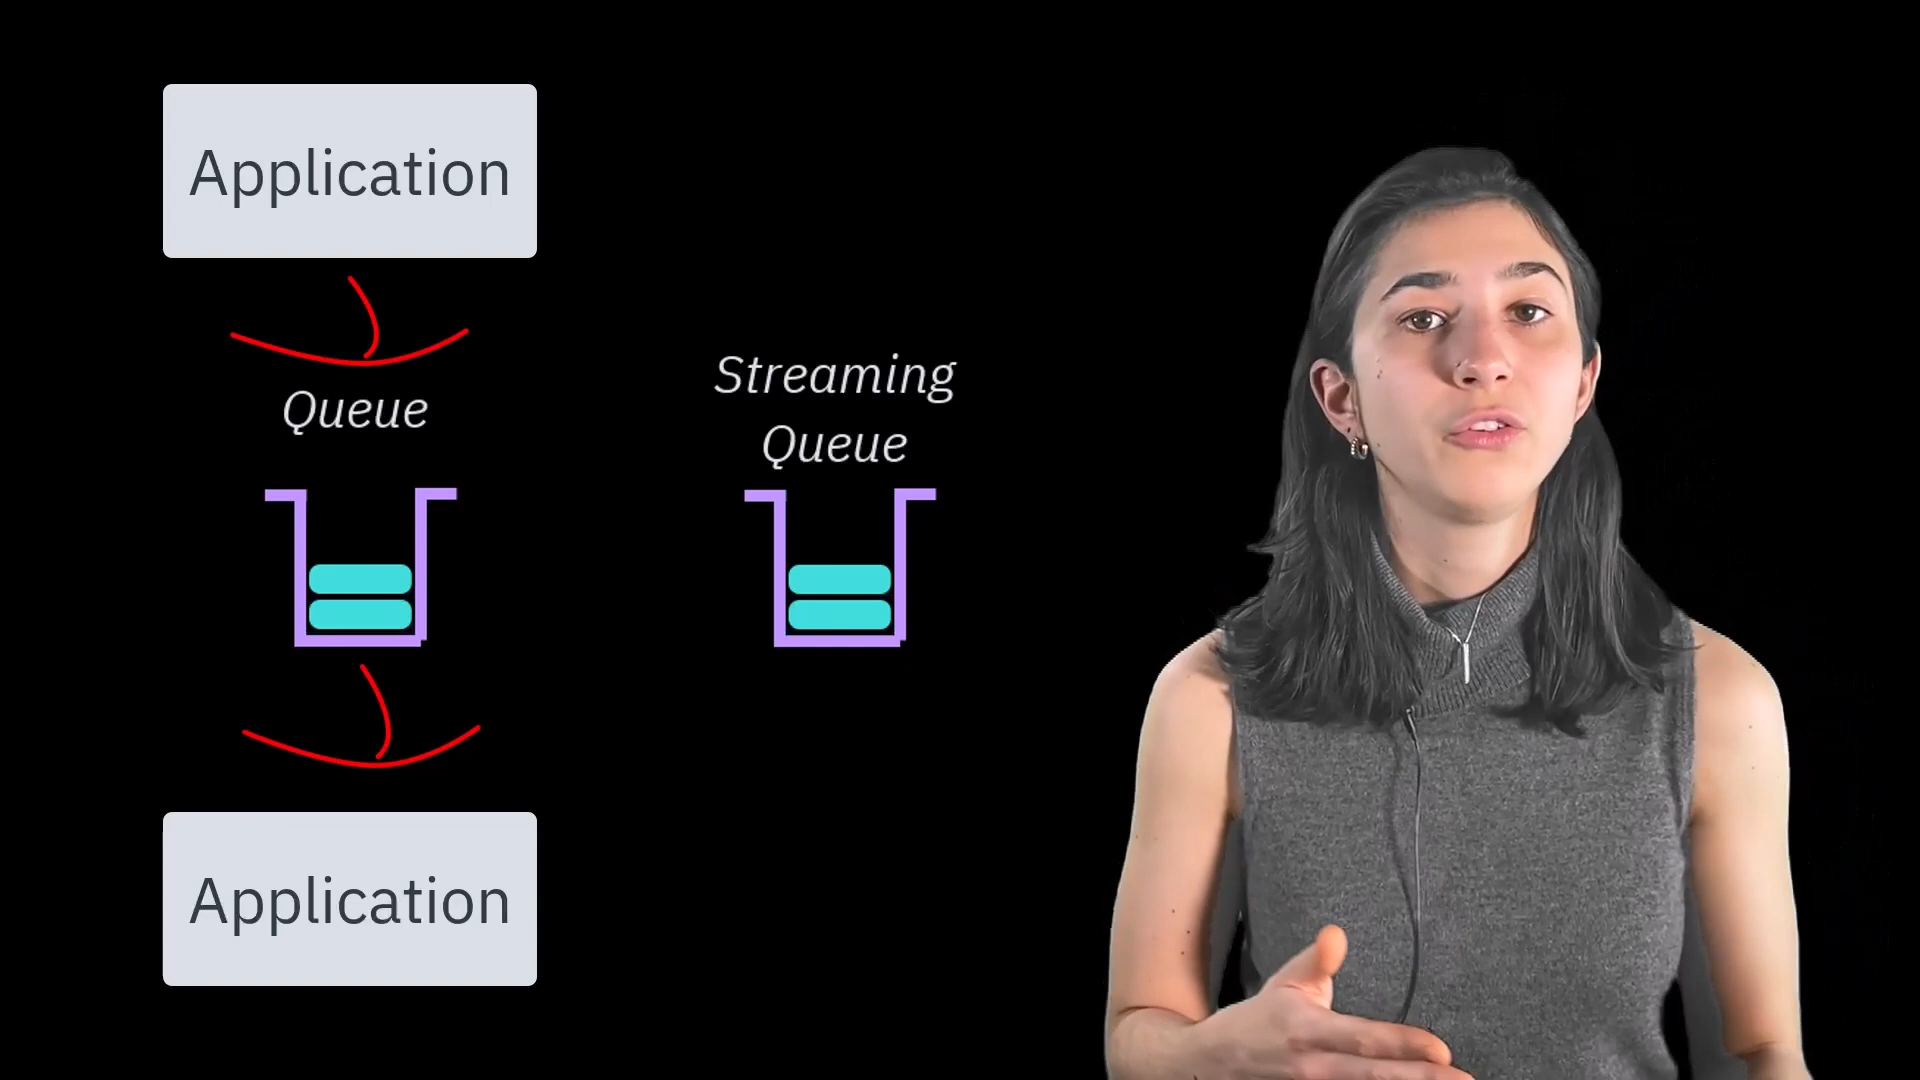 Application
Queue
Streaming
Queue
Application